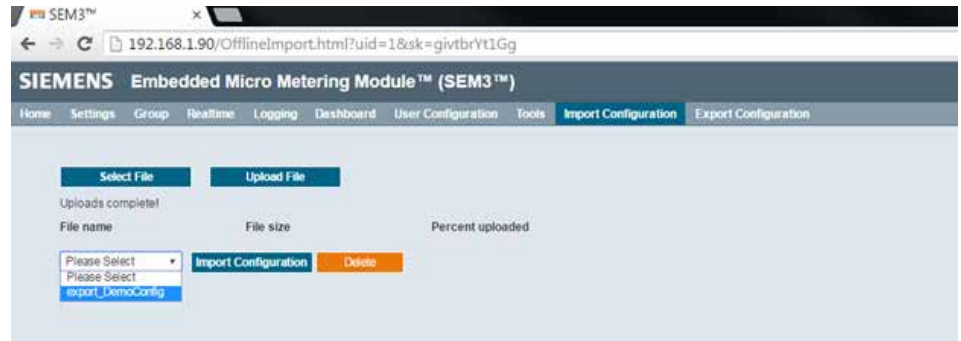 SEM3™
192.168.1.90/OfflineImport.html?uid=1&sk=givtbrYt1Gg
SIEMENS Embedded Micro Metering Module™ (SEM3™)
Home Settings Group Realtime Logging Dashboard User Configuration Tools Import Configuration Export Configuration
Select File Upload File
Uploads complete!
File name File size Percent uploaded
Please Select Import Configuration Delete
Please Select
export_DemoConfig